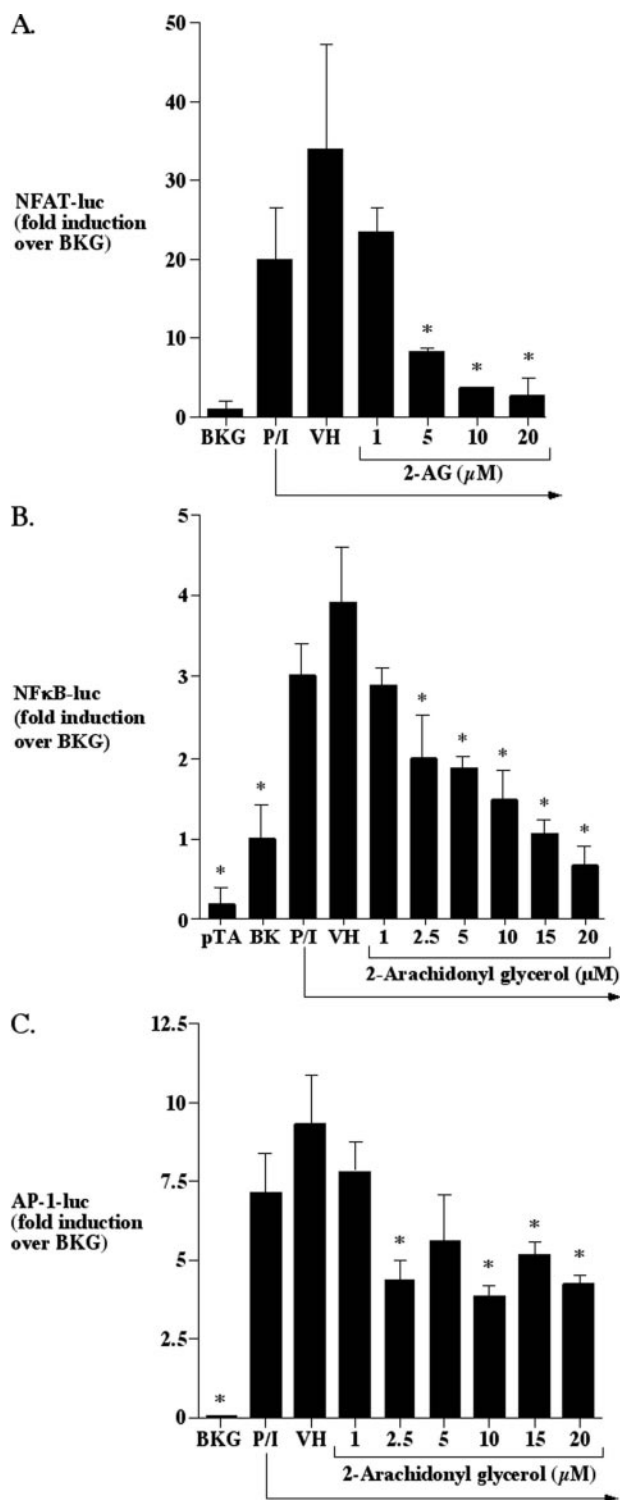 A.
50
40
30
20
10
0
NFAT-luc
(fold induction
over BKG)
* * *
BKG P/I VH 1 5 10 20
2-AG (µM)
B.
5
4
3
2
1
0
NFκB-luc
(fold induction
over BKG)
* * * * * * *
pTA BK P/I VH 1 2.5 5 10 15 20
2-Arachidonyl glycerol (µM)
C.
12.5
10
7.5
5
2.5
0
AP-1-luc
(fold induction
over BKG)
* * * * *
BKG P/I VH 1 2.5 5 10 15 20
2-Arachidonyl glycerol (µM)